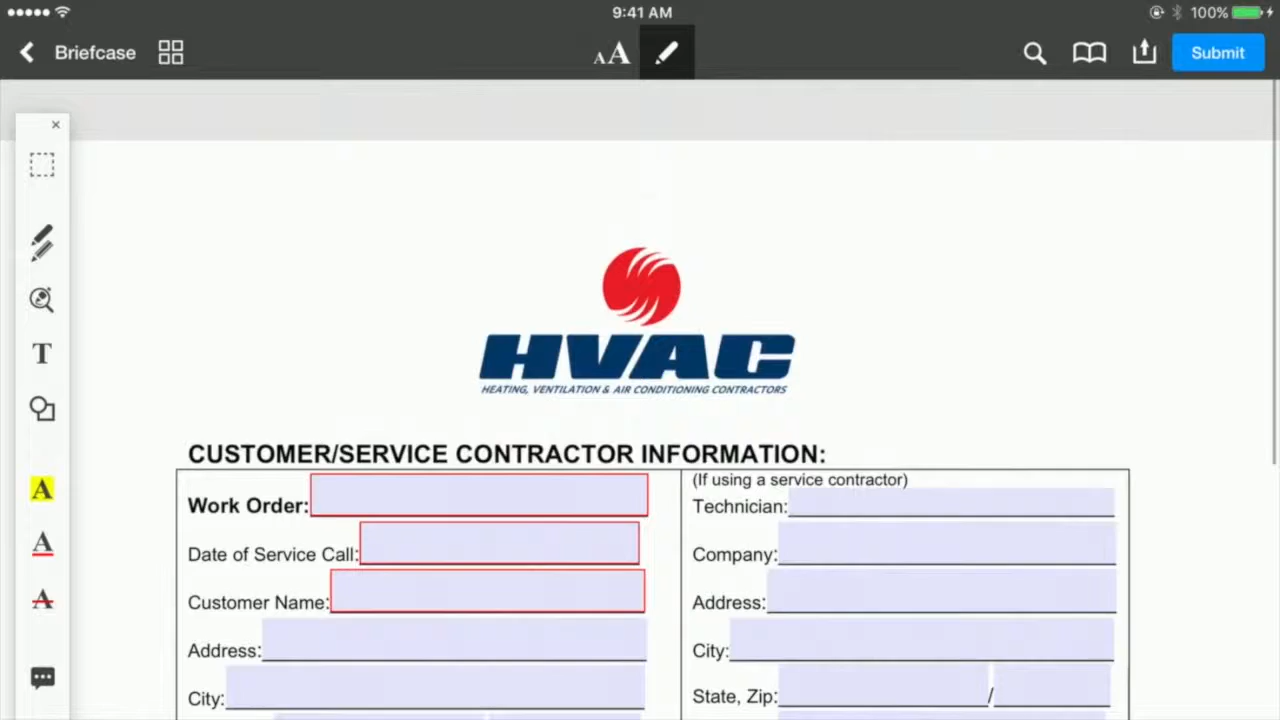 9:41 AM
100%
Briefcase
AA
Submit
T
A
A
A
HVAC
HEATING, VENTILATION & AIR CONDITIONING CONTRACTORS
CUSTOMER/SERVICE CONTRACTOR INFORMATION:
Work Order:
Date of Service Call:
Customer Name:
Address:
City:
(If using a service contractor)
Technician:
Company:
Address:
City:
State, Zip: /